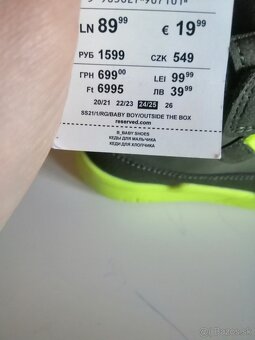 LN 89⁹⁹ € 19⁹⁹
РУБ 1599 CZK 549
ГРН 699⁰⁰ LEI 99⁹⁹
Ft 6995 ЛВ 39⁹⁹
20/21 22/23 24/25 26
SS21/1/RG/BABY BOY/OUTSIDE THE BOX
reserved.com
B_BABY SHOES
КЕДЫ ДЛЯ МАЛЬЧИКА
КЕДИ ДЛЯ ХЛОПЧИКА
bazar.sk